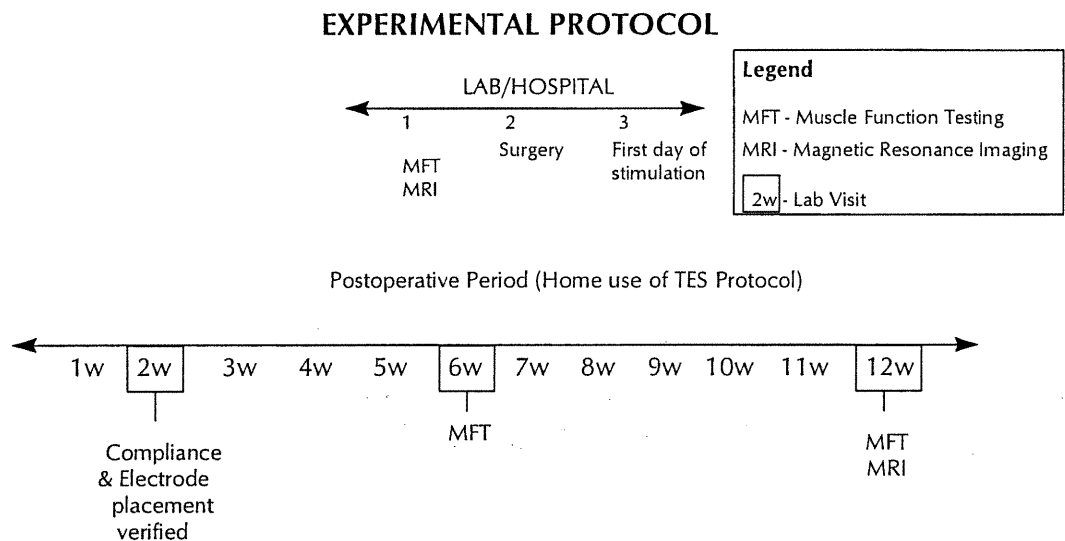 EXPERIMENTAL PROTOCOL
LAB/HOSPITAL
1 2 3
Surgery First day of
stimulation
MFT
MRI
Legend
MFT - Muscle Function Testing
MRI - Magnetic Resonance Imaging
2w - Lab Visit
Postoperative Period (Home use of TES Protocol)
1w 2w 3w 4w 5w 6w 7w 8w 9w 10w 11w 12w
Compliance
& Electrode
placement
verified
MFT
MFT
MRI